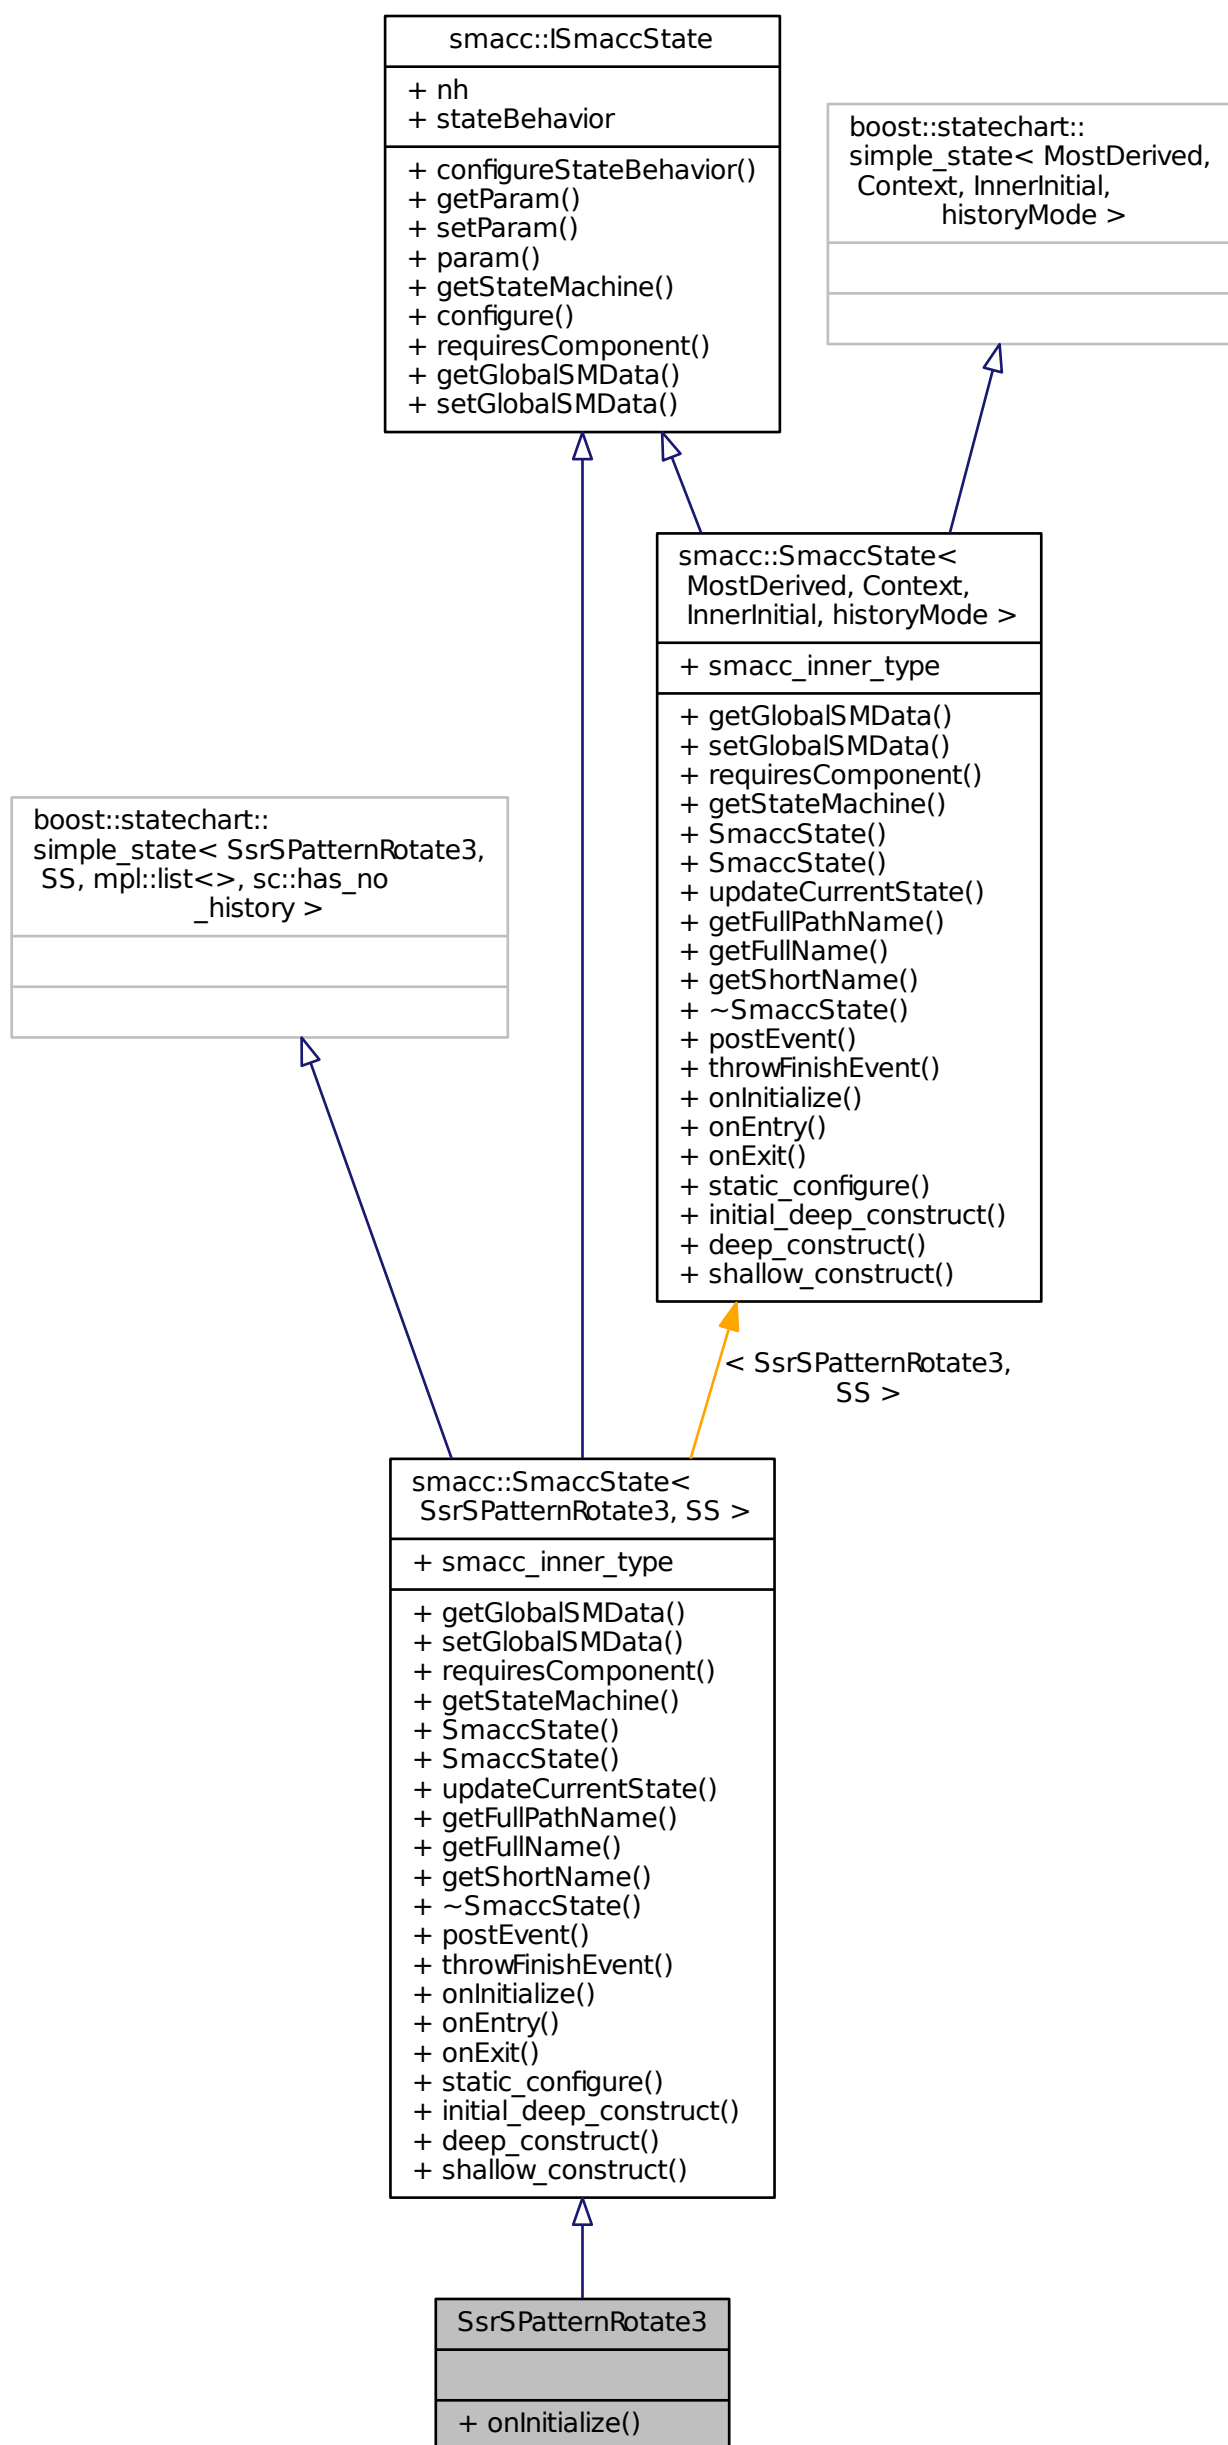 smacc::ISmaccState
+ nh
+ stateBehavior
+ configureStateBehavior()
+ getParam()
+ setParam()
+ param()
+ getStateMachine()
+ configure()
+ requiresComponent()
+ getGlobalSMData()
+ setGlobalSMData()
boost::statechart::
simple_state< MostDerived,
Context, InnerInitial,
historyMode >
smacc::SmaccState<
MostDerived, Context,
InnerInitial, historyMode >
+ smacc_inner_type
+ getGlobalSMData()
+ setGlobalSMData()
+ requiresComponent()
+ getStateMachine()
+ SmaccState()
+ SmaccState()
+ updateCurrentState()
+ getFullPathName()
+ getFullName()
+ getShortName()
+ ~SmaccState()
+ postEvent()
+ throwFinishEvent()
+ onInitialize()
+ onEntry()
+ onExit()
+ static_configure()
+ initial_deep_construct()
+ deep_construct()
+ shallow_construct()
boost::statechart::
simple_state< SsrSPatternRotate3,
SS, mpl::list<>, sc::has_no
_history >
< SsrSPatternRotate3,
SS >
smacc::SmaccState<
SsrSPatternRotate3, SS >
+ smacc_inner_type
+ getGlobalSMData()
+ setGlobalSMData()
+ requiresComponent()
+ getStateMachine()
+ SmaccState()
+ SmaccState()
+ updateCurrentState()
+ getFullPathName()
+ getFullName()
+ getShortName()
+ ~SmaccState()
+ postEvent()
+ throwFinishEvent()
+ onInitialize()
+ onEntry()
+ onExit()
+ static_configure()
+ initial_deep_construct()
+ deep_construct()
+ shallow_construct()
SsrSPatternRotate3
+ onInitialize()